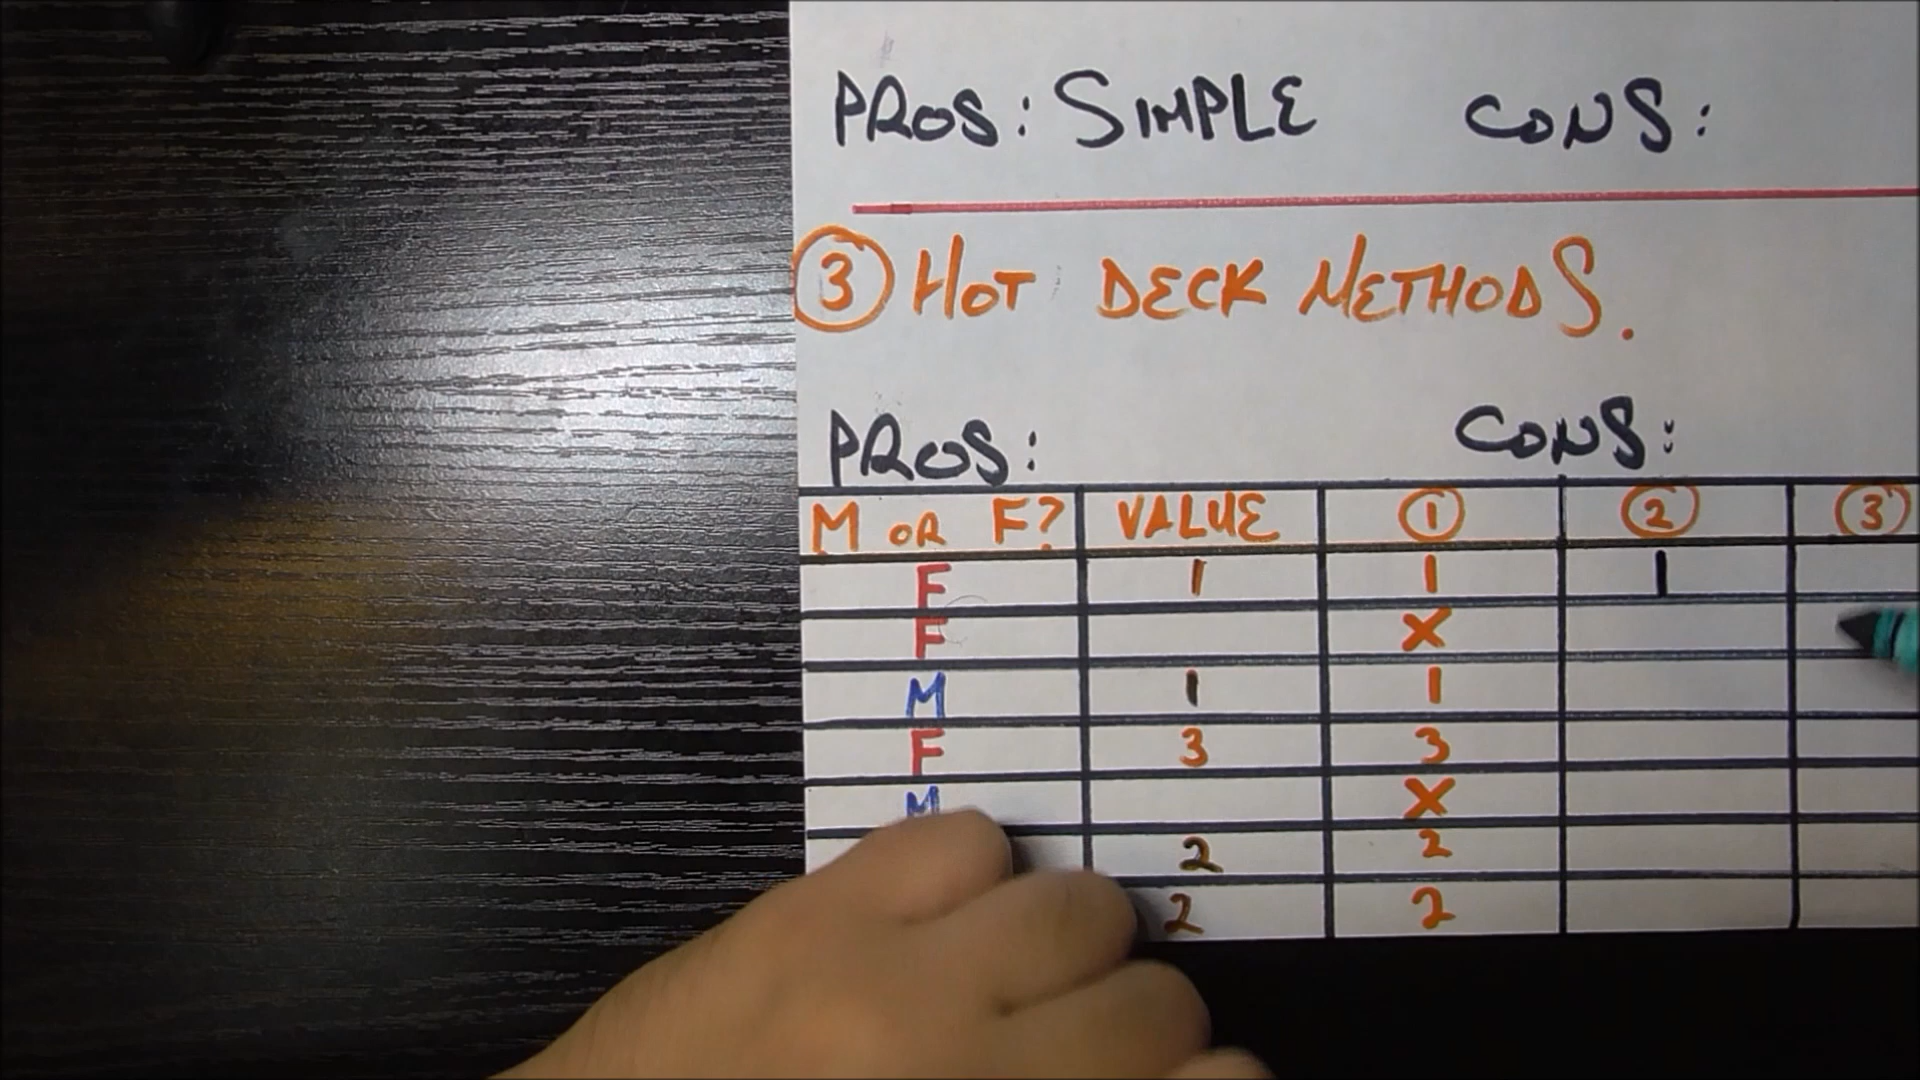 PROS: SIMPLE CONS:
③ HOT DECK METHODS.
PROS: CONS:
M OR F? VALUE ① ② ③
F 1 1 1
F X
M 1 1
F 3 3
M X
2 2
2 2